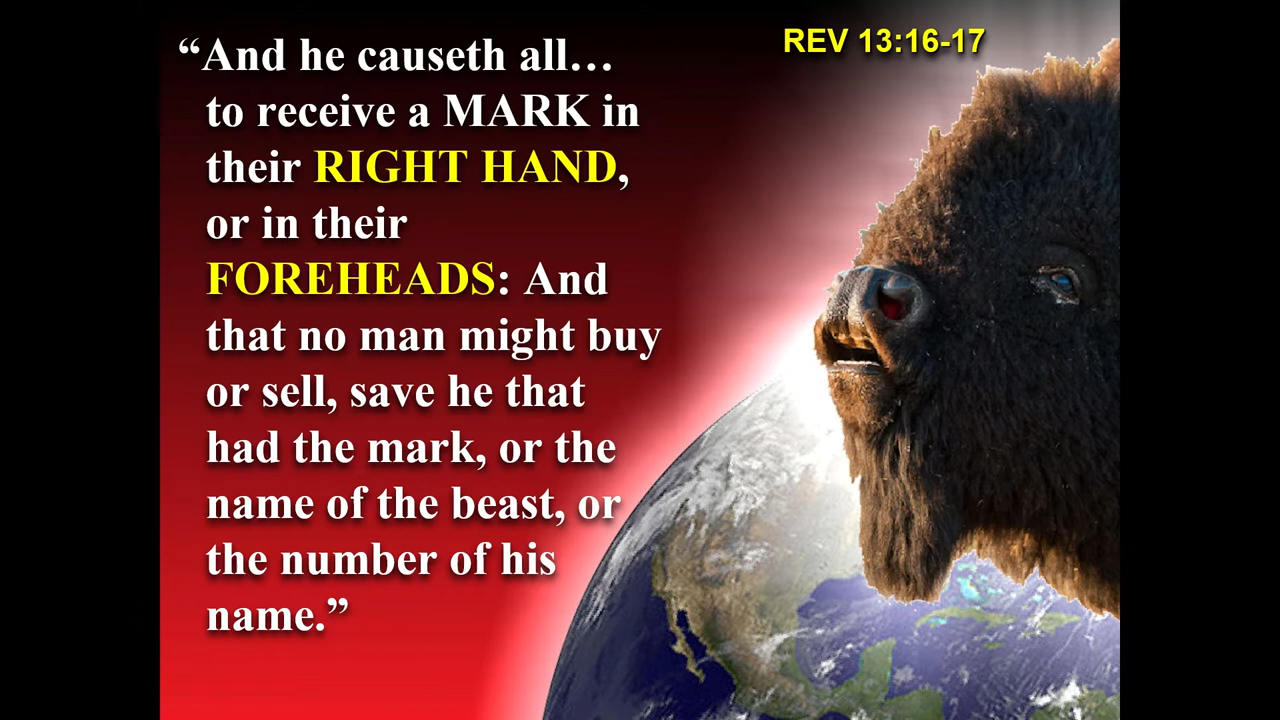 REV 13:16-17
“And he causeth all…
to receive a MARK in
their RIGHT HAND,
or in their
FOREHEADS: And
that no man might buy
or sell, save he that
had the mark, or the
name of the beast, or
the number of his
name.”